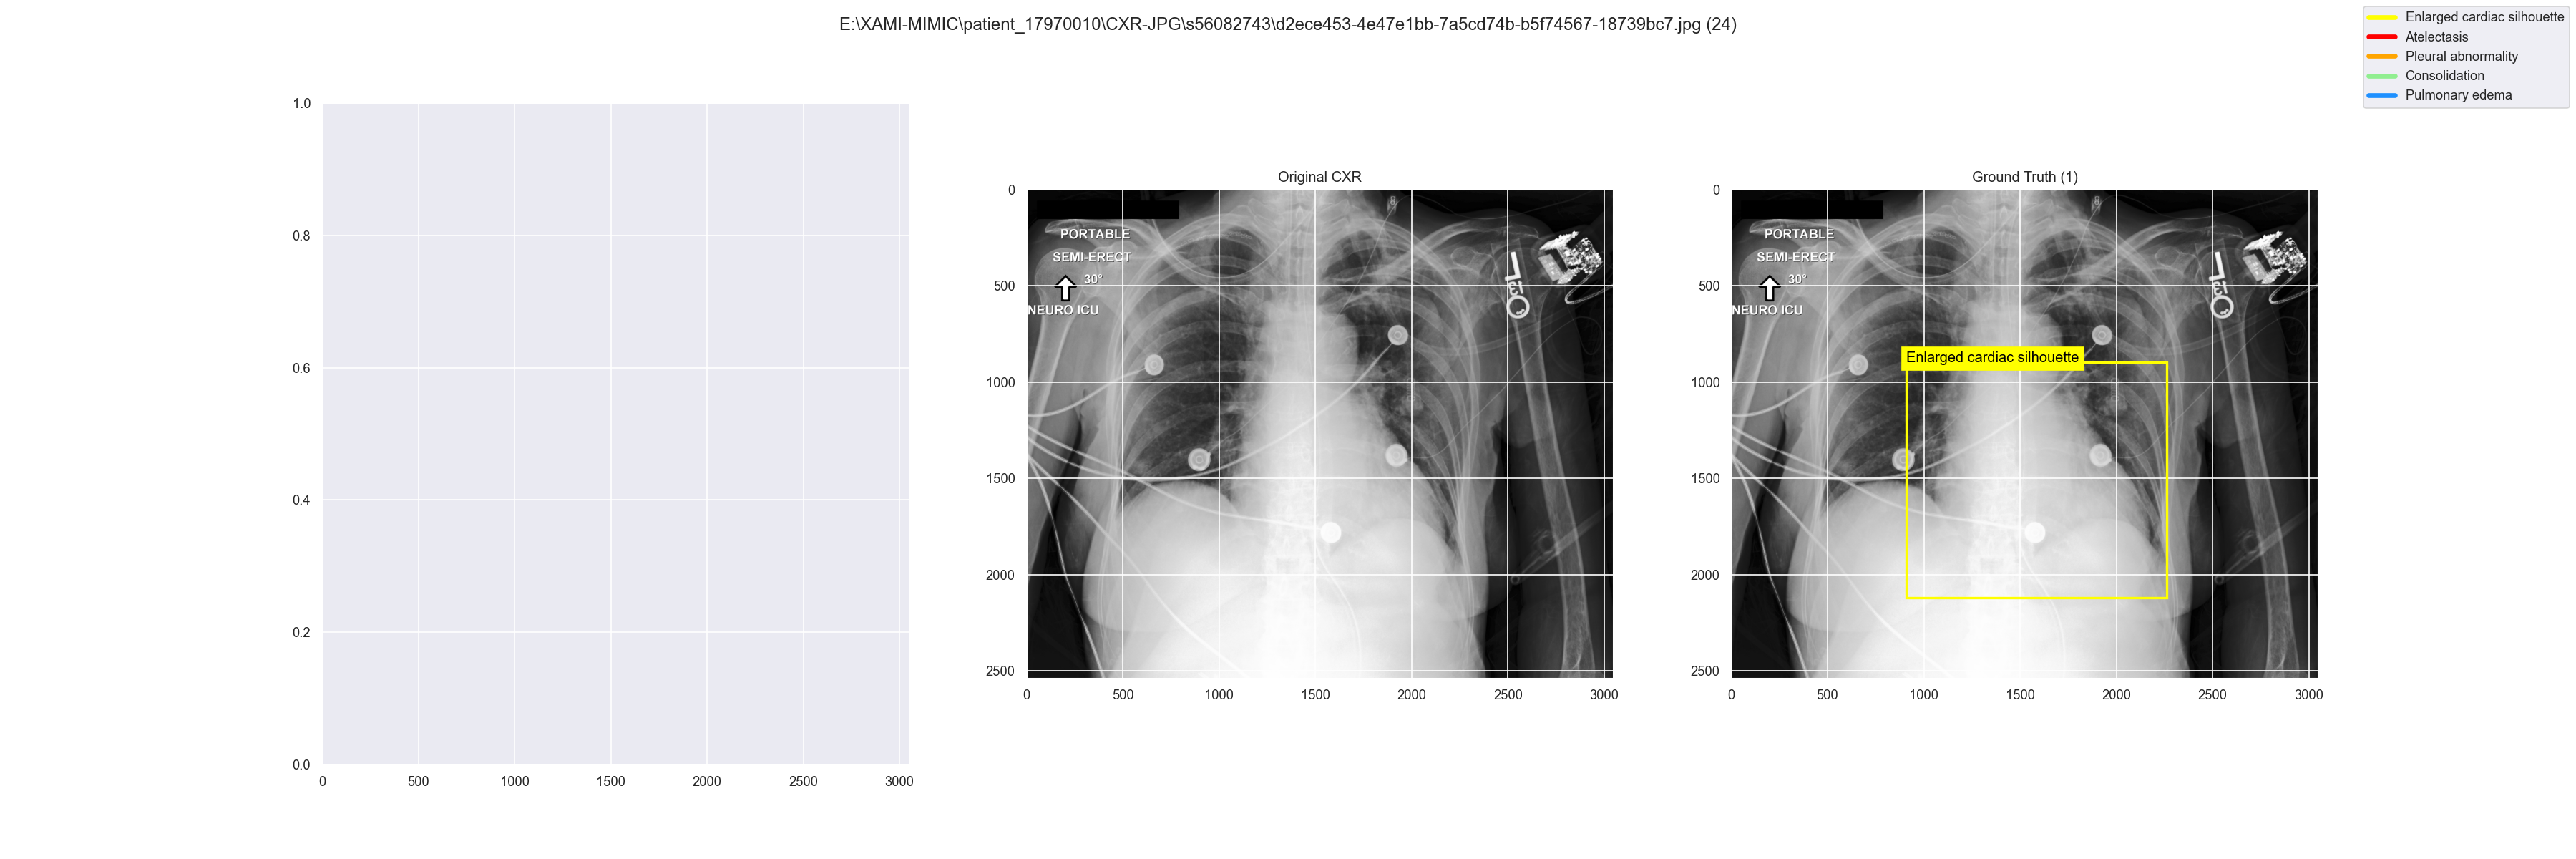 E:\XAMI-MIMIC\patient_17970010\CXR-JPG\s56082743\d2ece453-4e47e1bb-7a5cd74b-b5f74567-18739bc7.jpg (24)
Enlarged cardiac silhouette
Atelectasis
Pleural abnormality
Consolidation
Pulmonary edema
1.0
0.8
0.6
0.4
0.2
0.0
0 500 1000 1500 2000 2500 3000
Original CXR
0
500
1000
1500
2000
2500
0 500 1000 1500 2000 2500 3000
PORTABLE
SEMI-ERECT
30°
NEURO ICU
L
Ground Truth (1)
0
500
1000
1500
2000
2500
0 500 1000 1500 2000 2500 3000
PORTABLE
SEMI-ERECT
30°
NEURO ICU
L
Enlarged cardiac silhouette